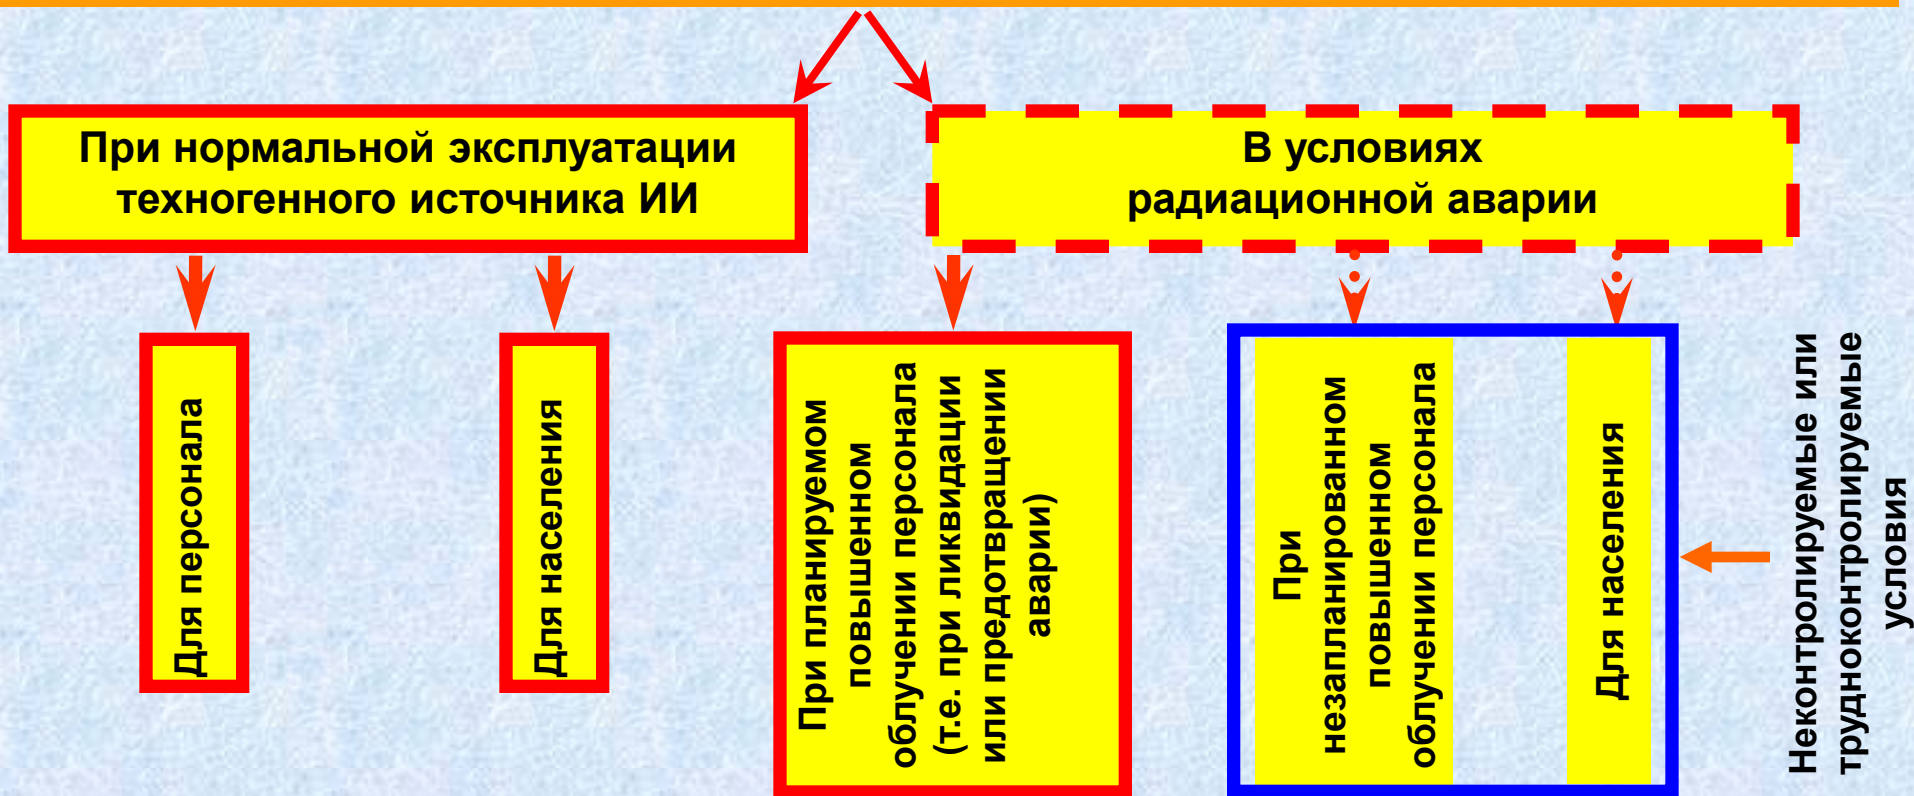 При нормальной эксплуатации
техногенного источника ИИ
В условиях
радиационной аварии
Для персонала
Для населения
При планируемом
повышенном
облучении персонала
(т.е. при ликвидации
или предотвращении
аварии)
При
незапланированном
повышенном
облучении персонала
Для населения
Неконтролируемые или
трудноконтролируемые
условия